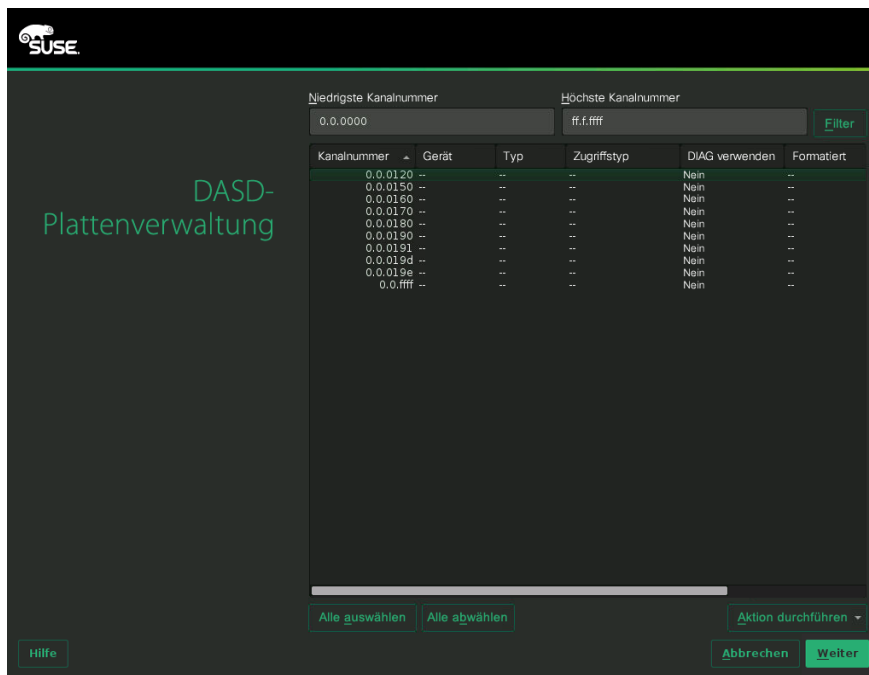 SUSE.
DASD-
Plattenverwaltung
Niedrigste Kanalnummer Höchste Kanalnummer
0.0.0000 ff.f.ffff Filter
Kanalnummer Gerät Typ Zugriffstyp DIAG verwenden Formatiert
0.0.0120 -- -- -- Nein --
0.0.0150 -- -- -- Nein --
0.0.0160 -- -- -- Nein --
0.0.0170 -- -- -- Nein --
0.0.0180 -- -- -- Nein --
0.0.0190 -- -- -- Nein --
0.0.0191 -- -- -- Nein --
0.0.019d -- -- -- Nein --
0.0.019e -- -- -- Nein --
0.0.ffff -- -- -- Nein --
Alle auswählen Alle abwählen Aktion durchführen
Hilfe Abbrechen Weiter